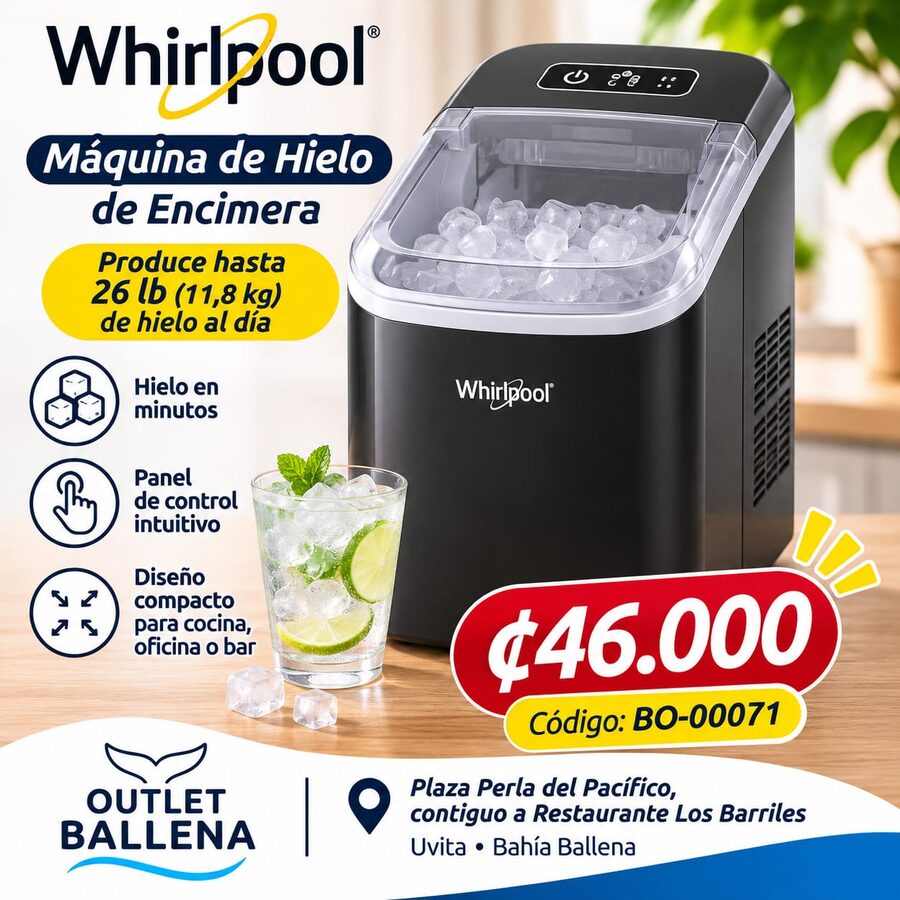 Whirlpool®
Máquina de Hielo
de Encimera
Produce hasta
26 lb (11,8 kg)
de hielo al día
Hielo en
minutos
Panel
de control
intuitivo
Diseño
compacto
para cocina,
oficina o bar
Whirlpool®
₡46.000
Código: BO-00071
OUTLET
BALLENA
Plaza Perla del Pacífico,
contiguo a Restaurante Los Barriles
Uvita • Bahía Ballena